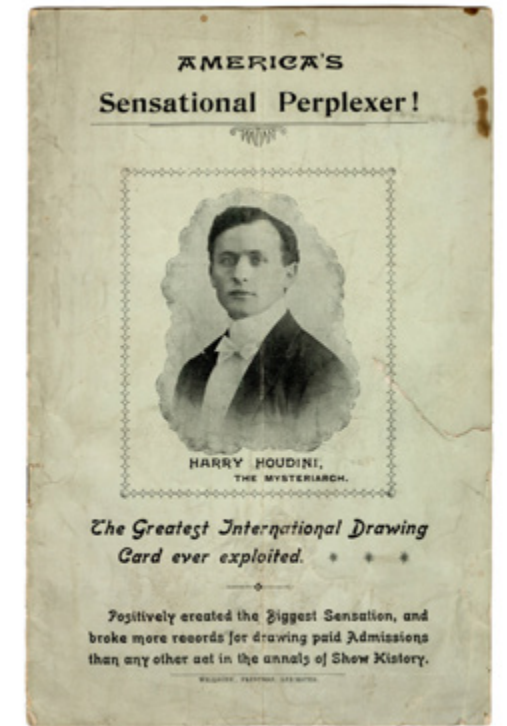 AMERICA'S
Sensational Perplexer!
HARRY HOUDINI,
THE MYSTERIARCH.
The Greatest International Drawing
Card ever exploited. * * *
Positively created the Biggest Sensation, and
broke more records for drawing paid Admissions
than any other act in the annals of Show History.